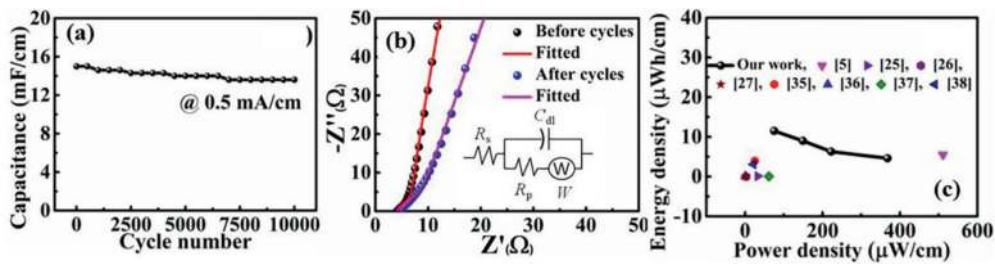 (a)
)
Capacitance (mF/cm)
20
16
12
8
4
0
@ 0.5 mA/cm
0 2500 5000 7500 10000
Cycle number
(b)
-Z''(Ω)
50
40
30
20
10
0
Before cycles
Fitted
After cycles
Fitted
Cdl
Rs
Rp
W
W
0 10 20 30 40 50
Z'(Ω)
(c)
Energy density (μWh/cm)
40
30
20
10
0
-10
Our work, [5] [25], [26],
[27], [35], [36], [37], [38]
0 200 400 600
Power density (μW/cm)